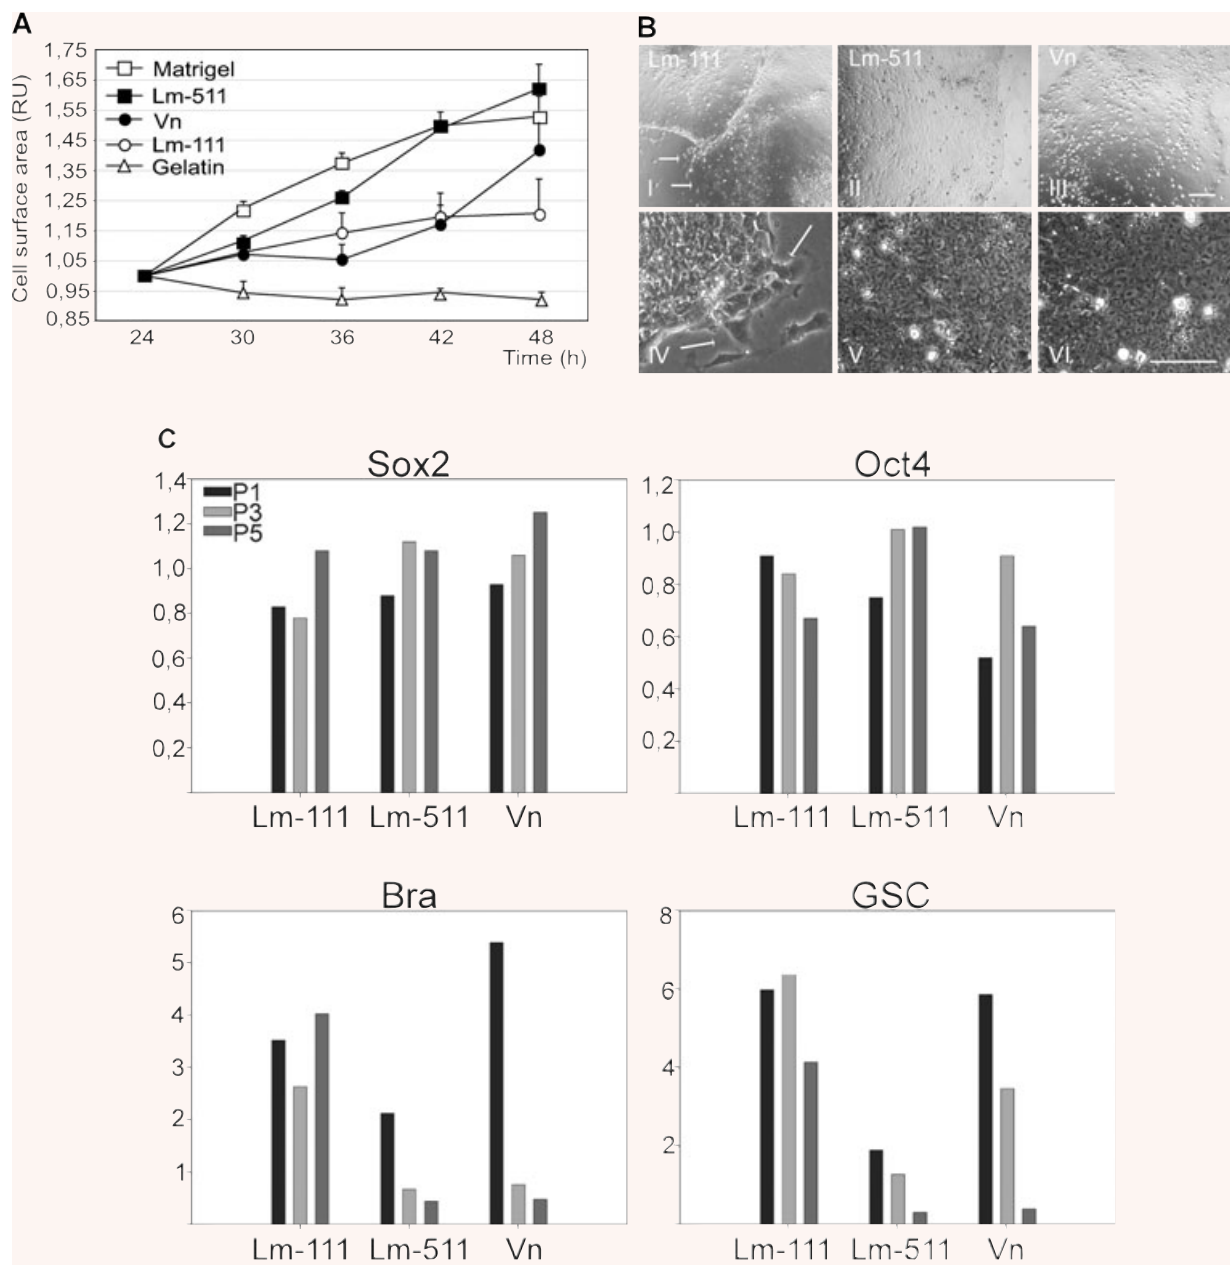 A
Cell surface area (RU)
1,75
1,65
1,55
1,45
1,35
1,25
1,15
1,05
0,95
0,85
Matrigel
Lm-511
Vn
Lm-111
Gelatin
24 30 36 42 48
Time (h)
B
Lm-111 Lm-511 Vn
I II III
IV V VI
C
Sox2
1,4
1,2
1,0
0,8
0,6
0,4
0,2
P1
P3
P5
Lm-111 Lm-511 Vn
Oct4
1,2
1,0
0,8
0,6
0,4
0,2
Lm-111 Lm-511 Vn
Bra
6
5
4
3
2
1
Lm-111 Lm-511 Vn
GSC
8
6
4
2
Lm-111 Lm-511 Vn